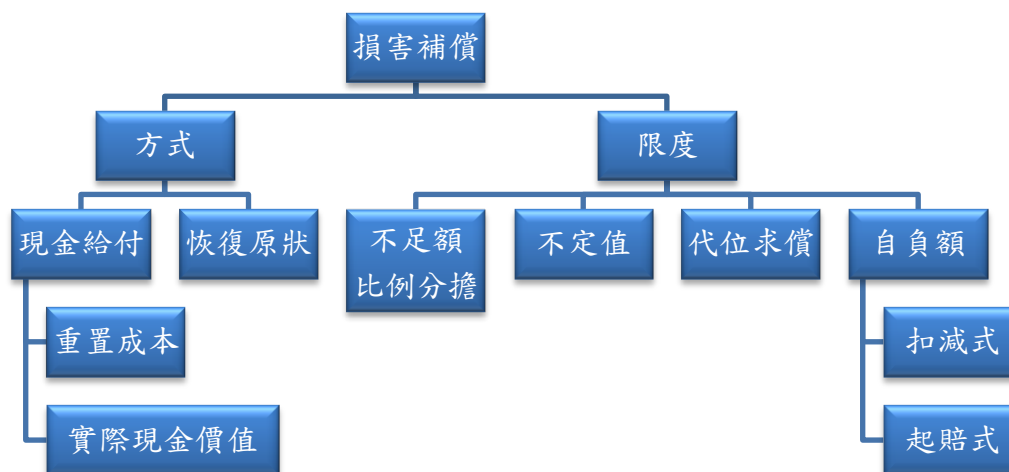 損害補償
方式
限度
現金給付
恢復原狀
不足額
比例分擔
不定值
代位求償
自負額
重置成本
扣減式
實際現金價值
起賠式